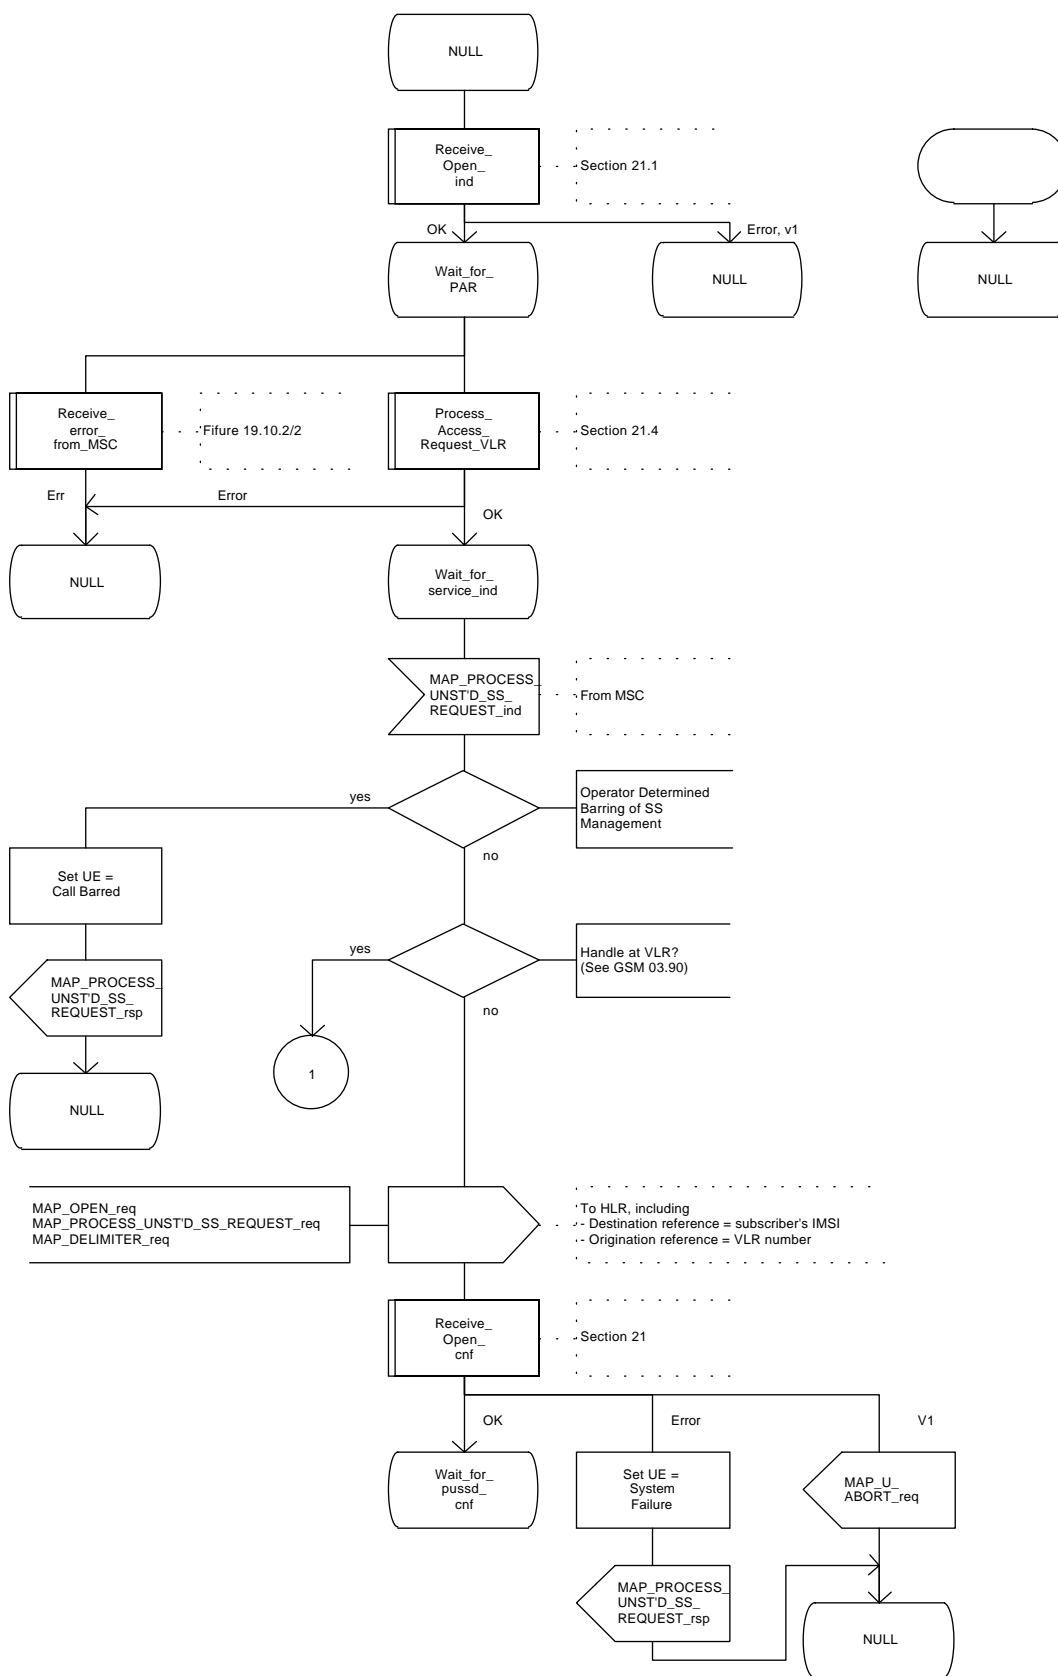 NULL
Receive_
Open_
ind
Section 21.1
OK
Error, v1
Wait_for_
PAR
NULL
NULL
Receive_
error_
from_MSC
Fifure 19.10.2/2
Process_
Access_
Request_VLR
Section 21.4
Err
Error
OK
NULL
Wait_for_
service_ind
MAP_PROCESS_
UNST'D_SS_
REQUEST_ind
From MSC
yes
Operator Determined
Barring of SS
Management
no
Set UE =
Call Barred
yes
Handle at VLR?
(See GSM 03.90)
no
MAP_PROCESS_
UNST'D_SS_
REQUEST_rsp
1
NULL
MAP_OPEN_req
MAP_PROCESS_UNST'D_SS_REQUEST_req
MAP_DELIMITER_req
To HLR, including
- Destination reference = subscriber's IMSI
- Origination reference = VLR number
Receive_
Open_
cnf
Section 21
OK
Error
V1
Wait_for_
pussd_
cnf
Set UE =
System
Failure
MAP_U_
ABORT_req
MAP_PROCESS_
UNST'D_SS_
REQUEST_rsp
NULL